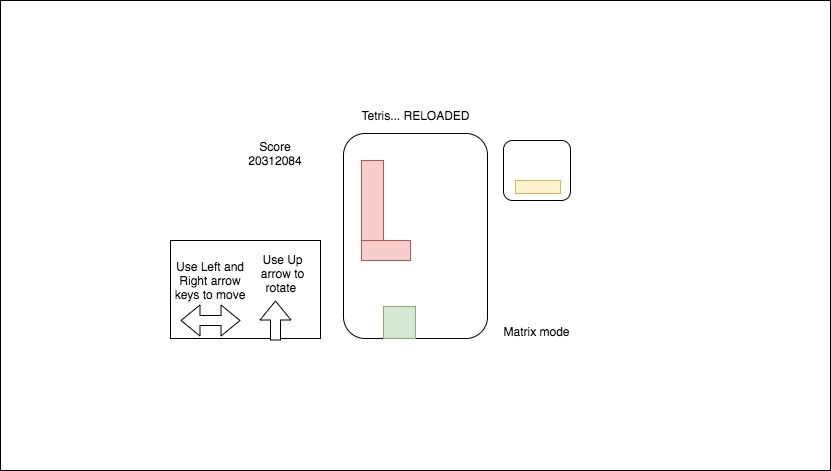 Tetris... RELOADED
Score
20312084
Use Left and
Right arrow
keys to move
Use Up
arrow to
rotate
Matrix mode